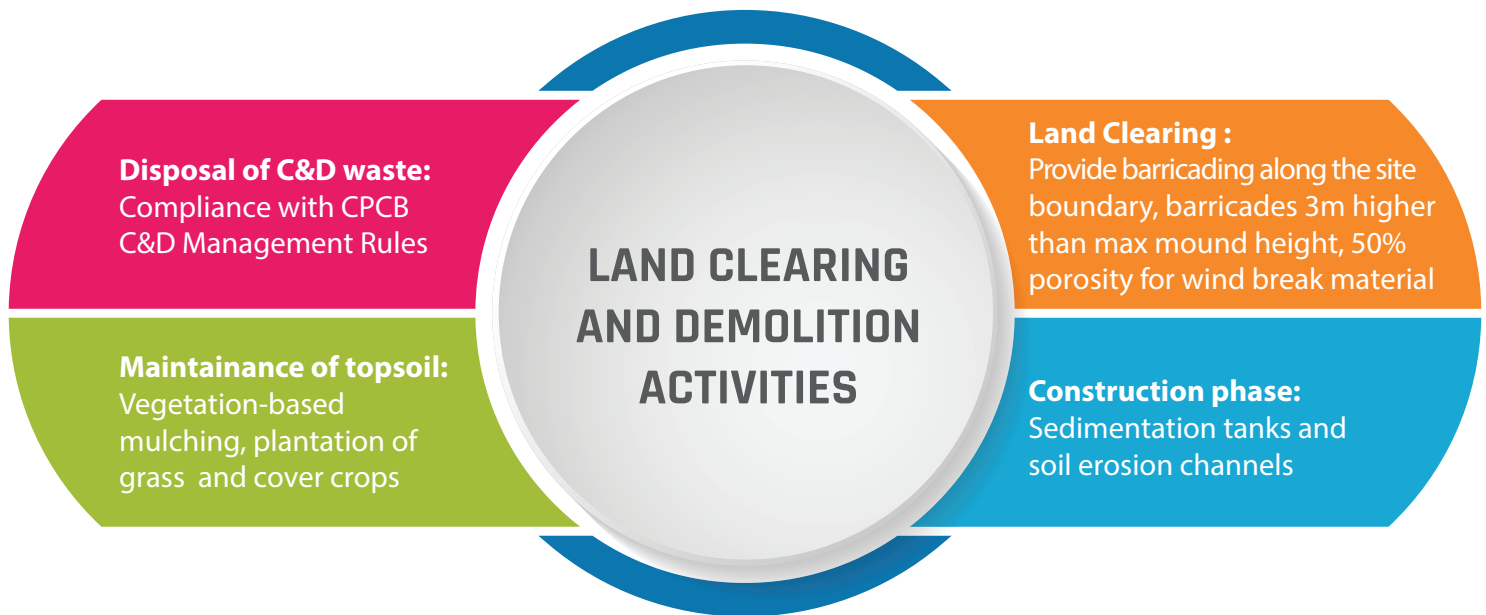 Disposal of C&D waste:
Compliance with CPCB
C&D Management Rules
Maintainance of topsoil:
Vegetation-based
mulching, plantation of
grass and cover crops
LAND CLEARING
AND DEMOLITION
ACTIVITIES
Land Clearing :
Provide barricading along the site
boundary, barricades 3m higher
than max mound height, 50%
porosity for wind break material
Construction phase:
Sedimentation tanks and
soil erosion channels